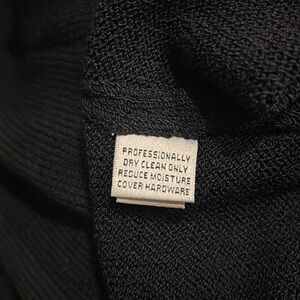 PROFESSIONALLY
DRY CLEAN ONLY
REDUCE MOISTURE
COVER HARDWARE